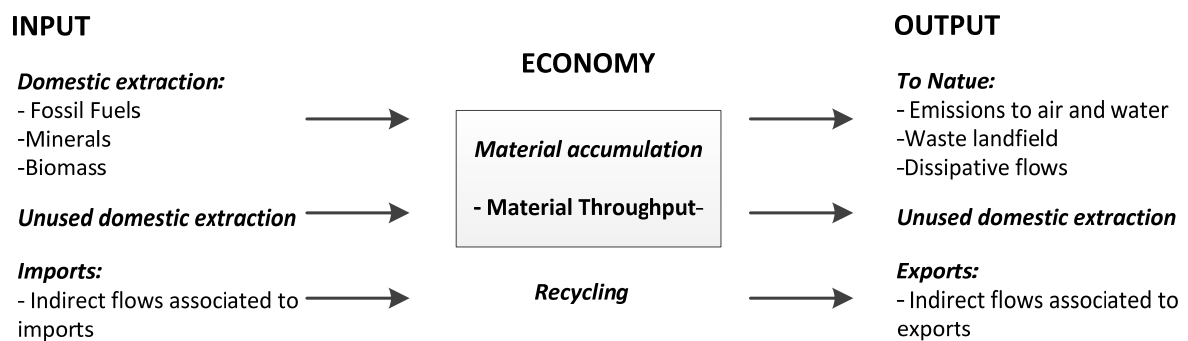 INPUT
Domestic extraction:
- Fossil Fuels
-Minerals
-Biomass
Unused domestic extraction
Imports:
- Indirect flows associated to
imports
ECONOMY
Material accumulation
- Material Throughput-
Recycling
OUTPUT
To Natue:
- Emissions to air and water
-Waste landfield
-Dissipative flows
Unused domestic extraction
Exports:
- Indirect flows associated to
exports